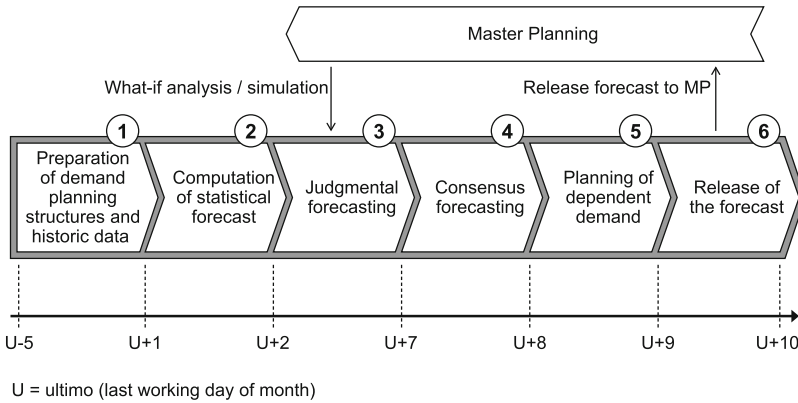 Master Planning
What-if analysis / simulation
Release forecast to MP
1
2
3
4
5
6
Preparation
of demand
planning
structures and
historic data
Computation
of statistical
forecast
Judgmental
forecasting
Consensus
forecasting
Planning of
dependent
demand
Release of
the forecast
U-5
U+1
U+2
U+7
U+8
U+9
U+10
U = ultimo (last working day of month)